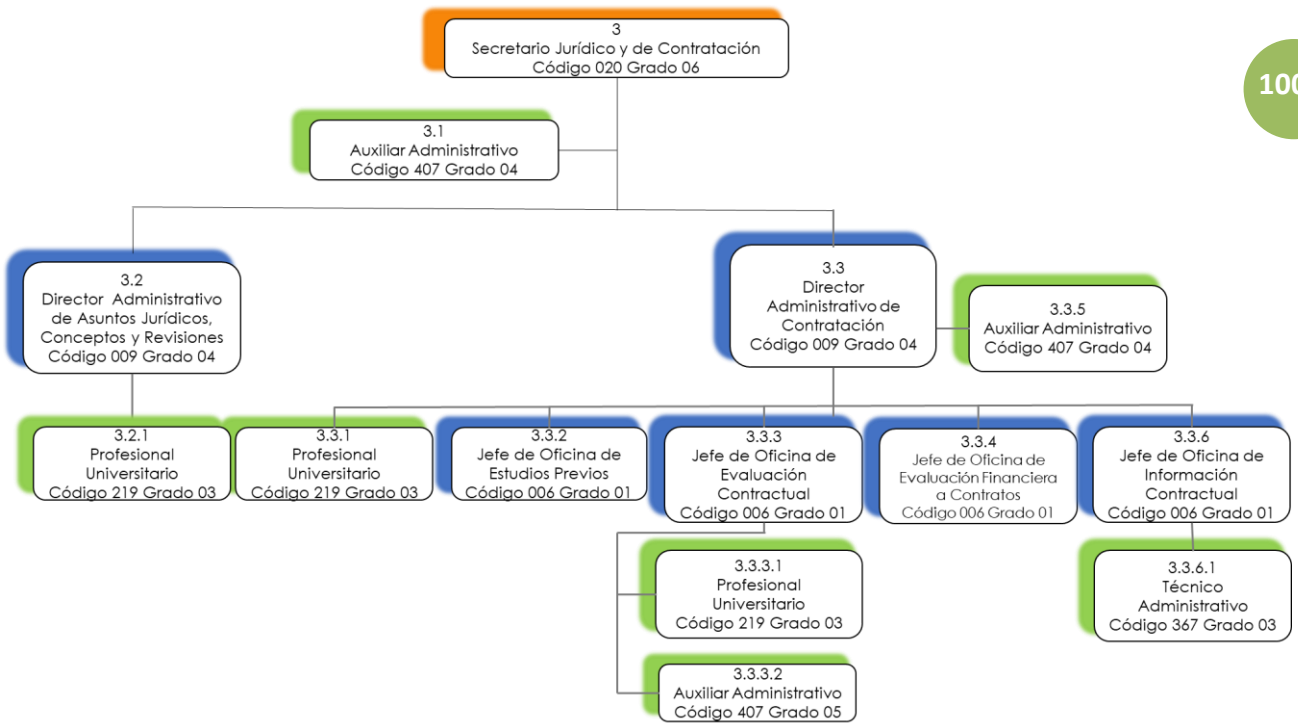 3
Secretario Jurídico y de Contratación
Código 020 Grado 06
100
3.1
Auxiliar Administrativo
Código 407 Grado 04
3.2
Director Administrativo
de Asuntos Jurídicos,
Conceptos y Revisiones
Código 009 Grado 04
3.3
Director
Administrativo de
Contratación
Código 009 Grado 04
3.3.5
Auxiliar Administrativo
Código 407 Grado 04
3.2.1
Profesional
Universitario
Código 219 Grado 03
3.3.1
Profesional
Universitario
Código 219 Grado 03
3.3.2
Jefe de Oficina de
Estudios Previos
Código 006 Grado 01
3.3.3
Jefe de Oficina de
Evaluación
Contractual
Código 006 Grado 01
3.3.4
Jefe de Oficina de
Evaluación Financiera
a Contratos
Código 006 Grado 01
3.3.6
Jefe de Oficina de
Información
Contractual
Código 006 Grado 01
3.3.3.1
Profesional
Universitario
Código 219 Grado 03
3.3.6.1
Técnico
Administrativo
Código 367 Grado 03
3.3.3.2
Auxiliar Administrativo
Código 407 Grado 05